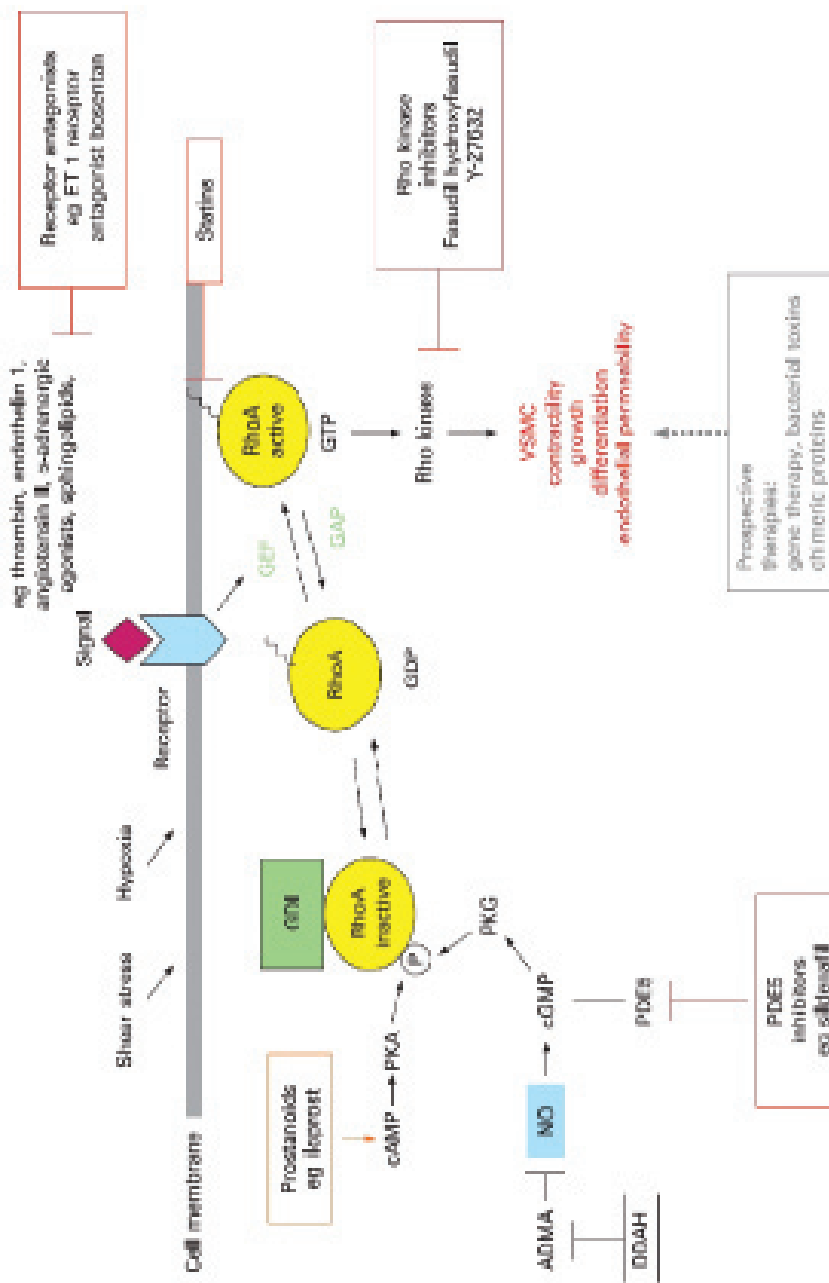 Receptor antagonists
eg ET 1 receptor
antagonist bosentan
eg thrombin, endothelin 1,
angiotensin II,
agonists, sphingolipids,
Signal
Receptor
Hypoxia
Shear stress
Cell membrane
Statins
GEF
GAP
RhoA
active
GTP
RhoA
GDP
GDI
RhoA
inactive
P
Prostanoids
eg iloprost
cAMP
PKA
PKG
cGMP
NO
ADMA
DDAH
PDE5
PDE5
inhibitors
eg sildenafil
Rho kinase
Rho kinase
inhibitors
Fasudil hydroxyfasudil
Y-27632
VSMC
contractility
growth
differentiation
endothelial permeability
Prospective
therapies:
gene therapy, bacterial toxins
chimeric proteins